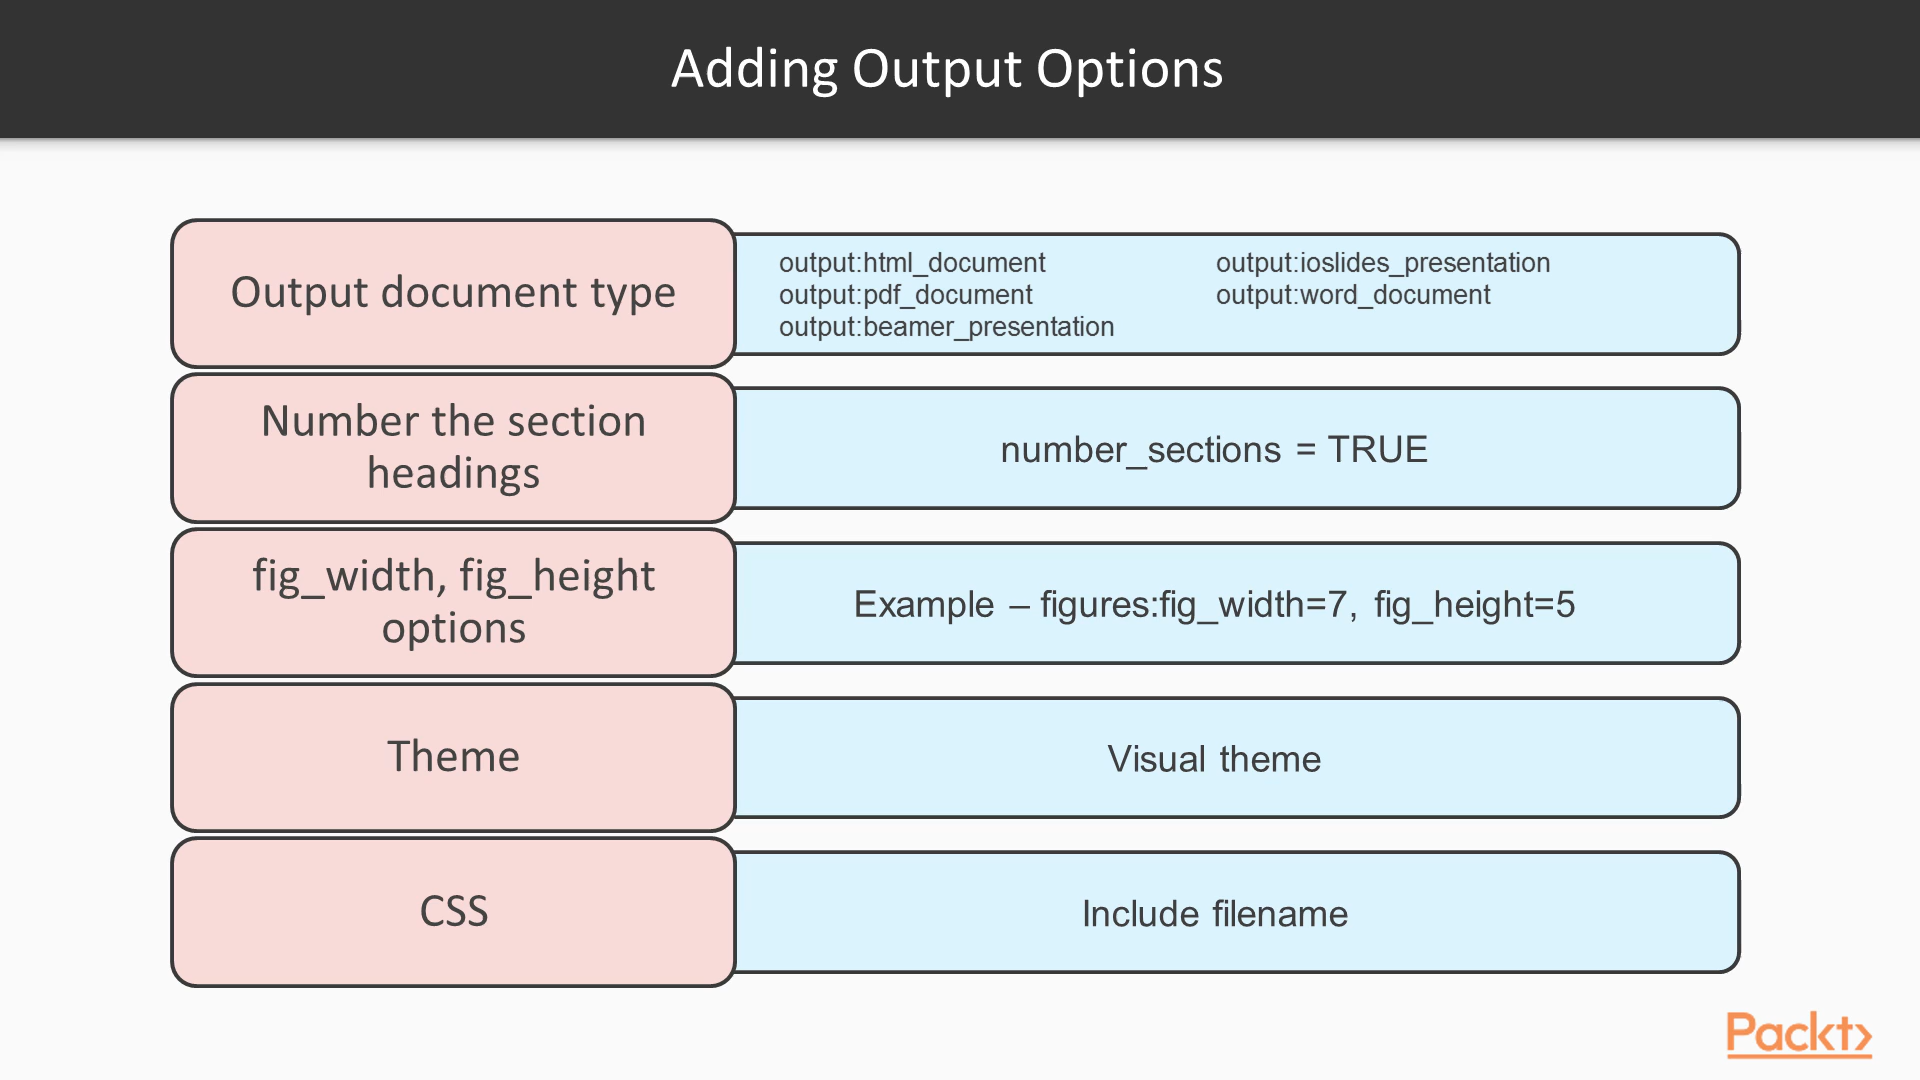 Adding Output Options
Output document type
output:html_document
output:pdf_document
output:beamer_presentation
output:ioslides_presentation
output:word_document
Number the section
headings
number_sections = TRUE
fig_width, fig_height
options
Example – figures:fig_width=7, fig_height=5
Theme
Visual theme
CSS
Include filename
Packt>